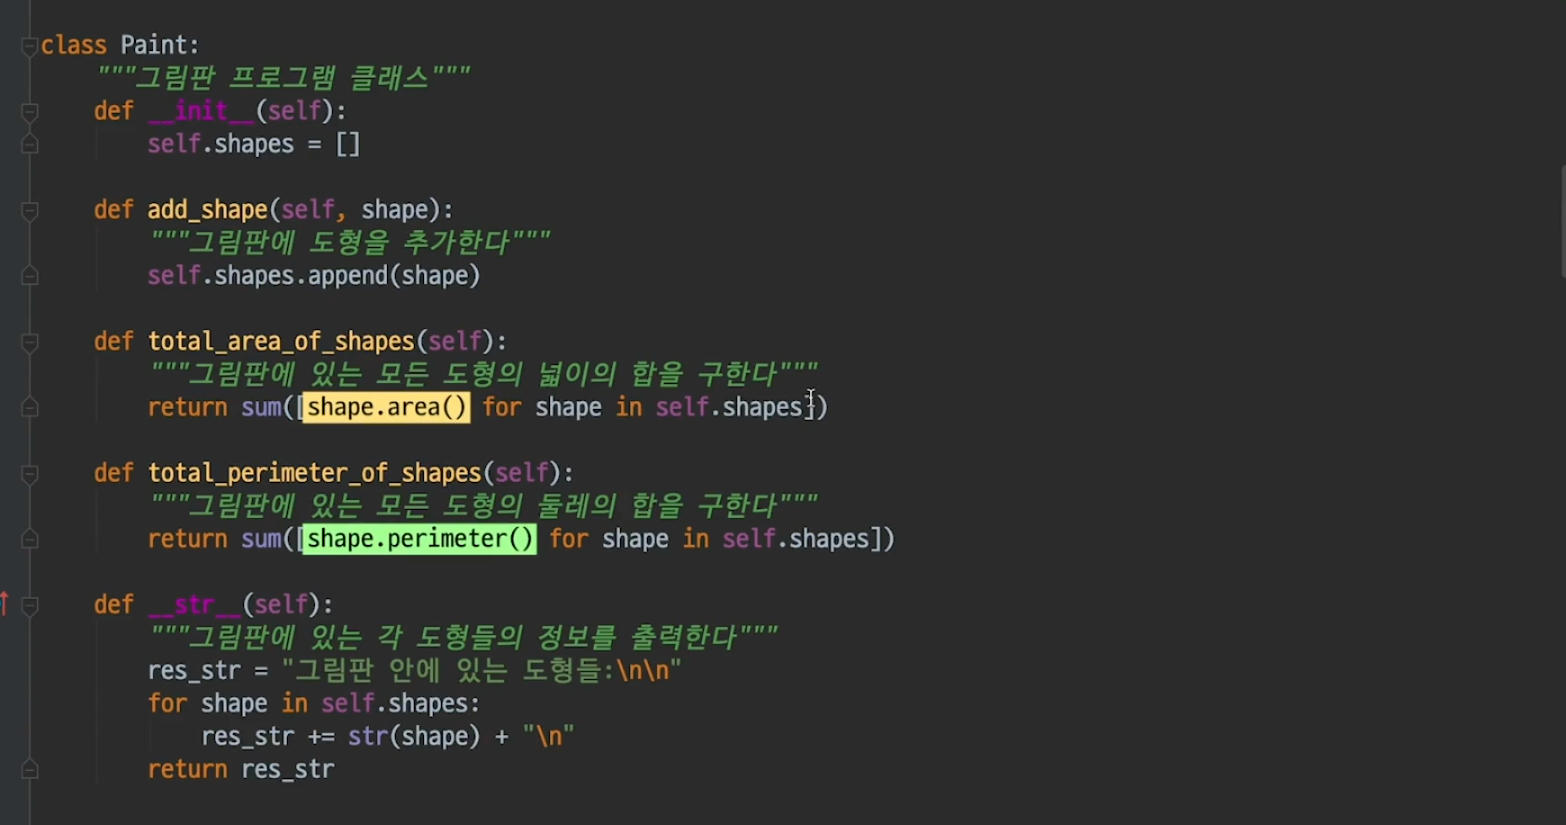 class Paint:
    """그림판 프로그램 클래스"""
    def __init__(self):
        self.shapes = []
    def add_shape(self, shape):
        """그림판에 도형을 추가한다"""
        self.shapes.append(shape)
    def total_area_of_shapes(self):
        """그림판에 있는 모든 도형의 넓이의 합을 구한다"""
        return sum([shape.area() for shape in self.shapes])
    def total_perimeter_of_shapes(self):
        """그림판에 있는 모든 도형의 둘레의 합을 구한다"""
        return sum([shape.perimeter() for shape in self.shapes])
    def __str__(self):
        """그림판에 있는 각 도형들의 정보를 출력한다"""
        res_str = "그림판 안에 있는 도형들:\n\n"
        for shape in self.shapes:
            res_str += str(shape) + "\n"
        return res_str